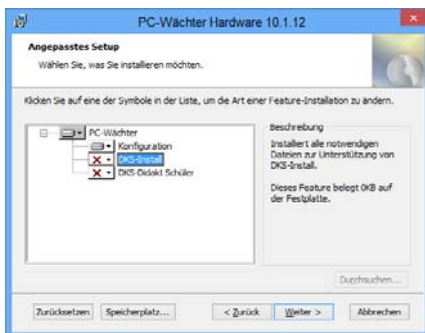 PC-Wächter Hardware 10.1.12
Angepasstes Setup
Wählen Sie, was Sie installieren möchten.
Klicken Sie auf eine der Symbole in der Liste, um die Art einer Feature-Installation zu ändern.
PC-Wächter
Konfiguration
DKS-Install
DKS-Didakt Schüler
Beschreibung
Installiert alle notwendigen
Dateien zur Unterstützung von
DKS-Install.
Dieses Feature belegt 0KB auf
der Festplatte.
Durchsuchen...
Zurücksetzen
Speicherplatz...
< Zurück
Weiter >
Abbrechen